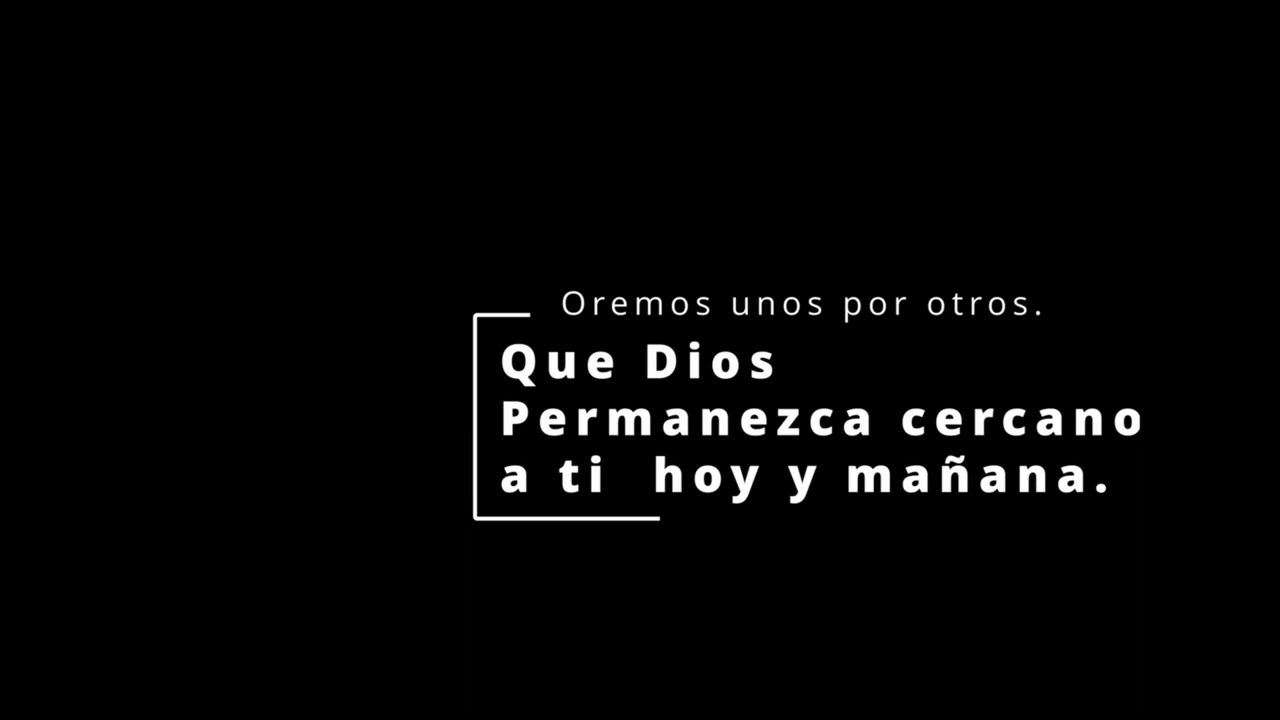 Oremos unos por otros.
Que Dios
Permanezca cercano
a ti  hoy y mañana.